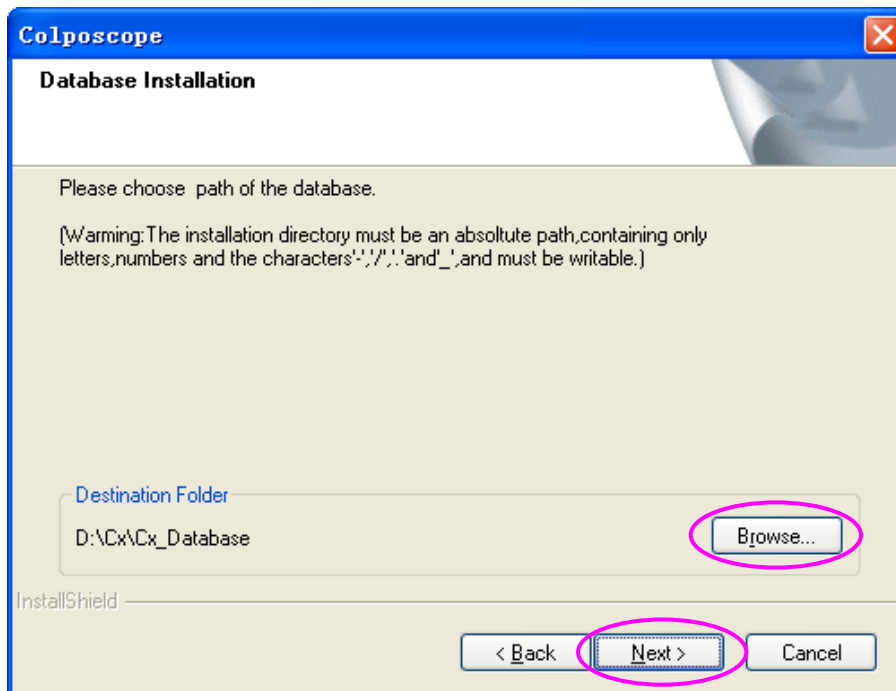 Colposcope
Database Installation
Please choose  path of the database.
(Warming:The installation directory must be an absoltute path,containing only
letters,numbers and the characters'-','/','.'and'_',and must be writable.)
Destination Folder
D:\Cx\Cx_Database
Browse...
InstallShield
< Back
Next >
Cancel